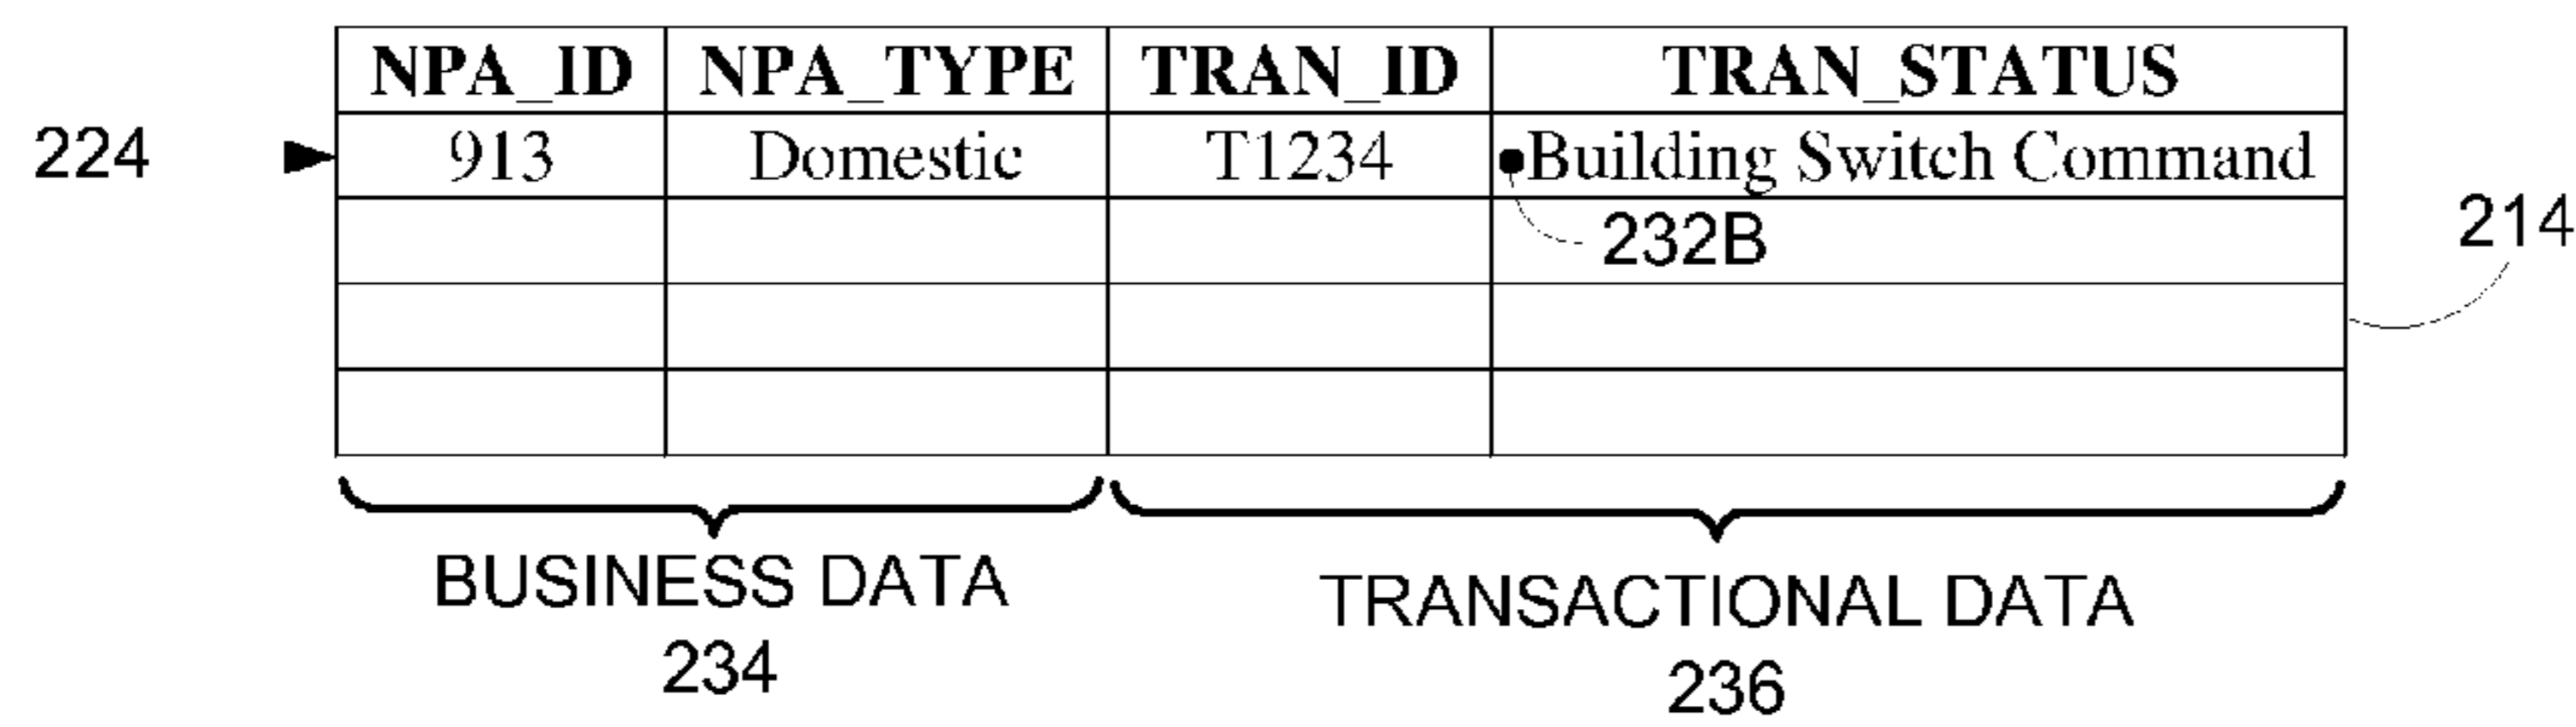 NPA_ID NPA_TYPE TRAN_ID TRAN_STATUS
224 913 Domestic T1234 Building Switch Command
232B 214
BUSINESS DATA TRANSACTIONAL DATA
234 236